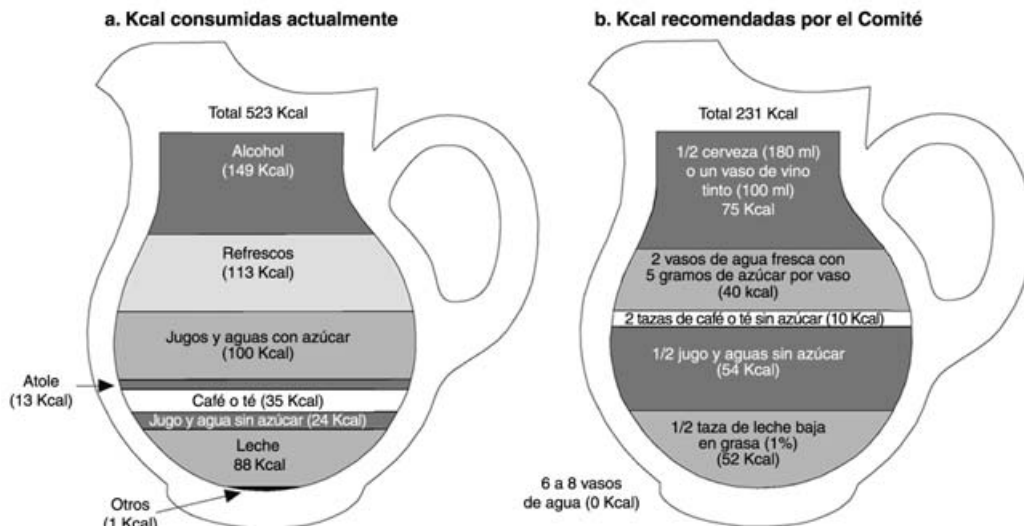 a. Kcal consumidas actualmente
Total 523 Kcal
Alcohol
(149 Kcal)
Refrescos
(113 Kcal)
Jugos y aguas con azúcar
(100 Kcal)
Atole
(13 Kcal)
Café o té (35 Kcal)
Jugo y agua sin azúcar (24 Kcal)
Leche
88 Kcal
Otros
(1 Kcal)
b. Kcal recomendadas por el Comité
Total 231 Kcal
1/2 cerveza (180 ml)
o un vaso de vino
tinto (100 ml)
75 Kcal
2 vasos de agua fresca con
5 gramos de azúcar por vaso
(40 kcal)
2 tazas de café o té sin azúcar (10 Kcal)
1/2 jugo y aguas sin azúcar
(54 Kcal)
1/2 taza de leche baja
en grasa (1%)
(52 Kcal)
6 a 8 vasos
de agua (0 Kcal)